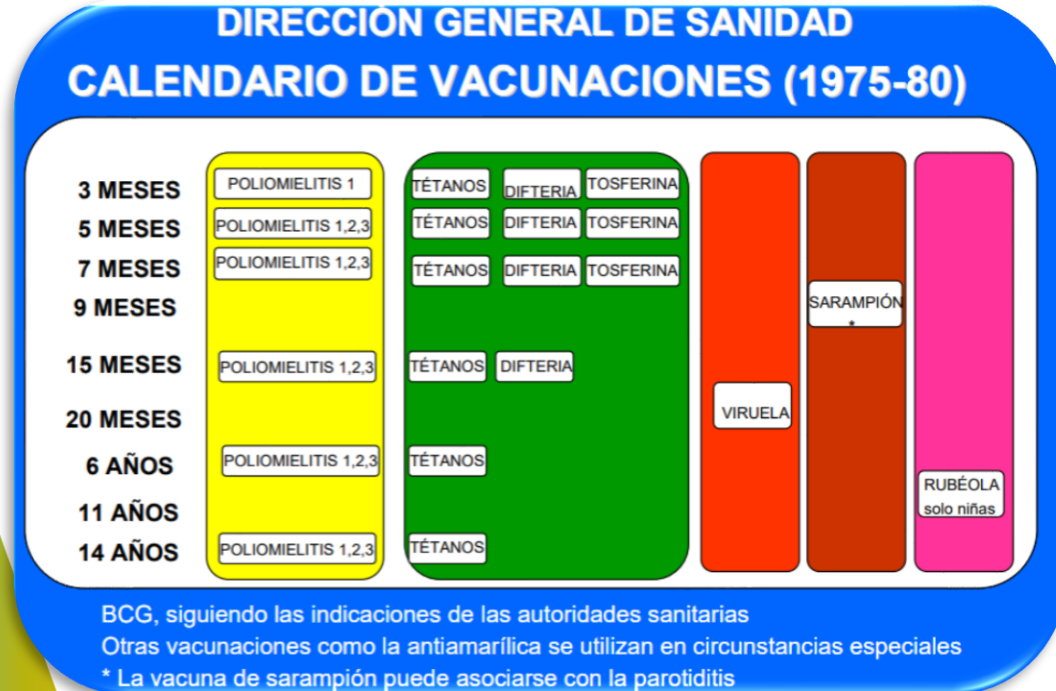 DIRECCIÓN GENERAL DE SANIDAD
CALENDARIO DE VACUNACIONES (1975-80)
3 MESES POLIOMIELITIS 1 TÉTANOS DIFTERIA TOSFERINA
5 MESES POLIOMIELITIS 1,2,3 TÉTANOS DIFTERIA TOSFERINA
7 MESES POLIOMIELITIS 1,2,3 TÉTANOS DIFTERIA TOSFERINA
9 MESES SARAMPIÓN
*
15 MESES POLIOMIELITIS 1,2,3 TÉTANOS DIFTERIA
20 MESES VIRUELA
6 AÑOS POLIOMIELITIS 1,2,3 TÉTANOS
11 AÑOS RUBÉOLA
solo niñas
14 AÑOS POLIOMIELITIS 1,2,3 TÉTANOS
BCG, siguiendo las indicaciones de las autoridades sanitarias
Otras vacunaciones como la antiamarílica se utilizan en circunstancias especiales
* La vacuna de sarampión puede asociarse con la parotiditis